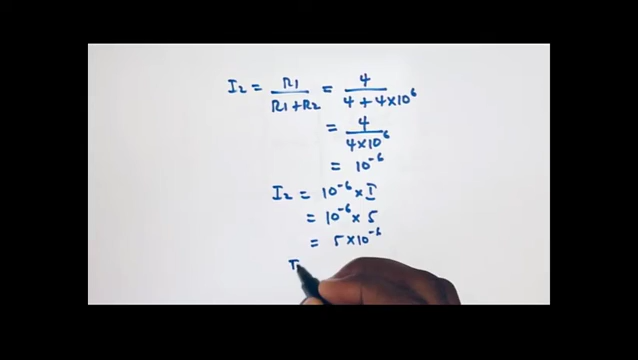 I2 = R1/(R1+R2) = 4/(4 + 4×10^6)
= 4/(4×10^6)
= 10^-6
I2 = 10^-6 × I
= 10^-6 × 5
= 5 × 10^-6
I